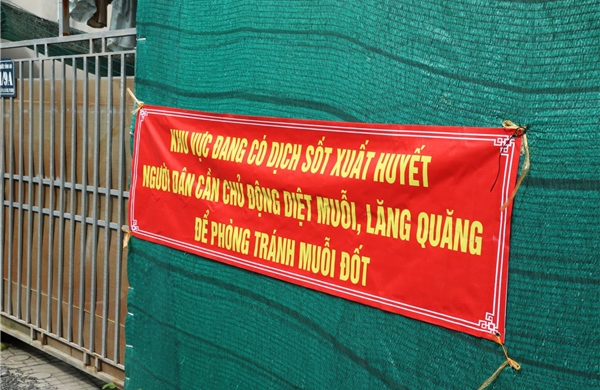 KHU VỰC ĐANG CÓ DỊCH SỐT XUẤT HUYẾT
NGƯỜI DÂN CẦN CHỦ ĐỘNG DIỆT MUỖI, LĂNG QUĂNG
ĐỂ PHÒNG TRÁNH MUỖI ĐỐT